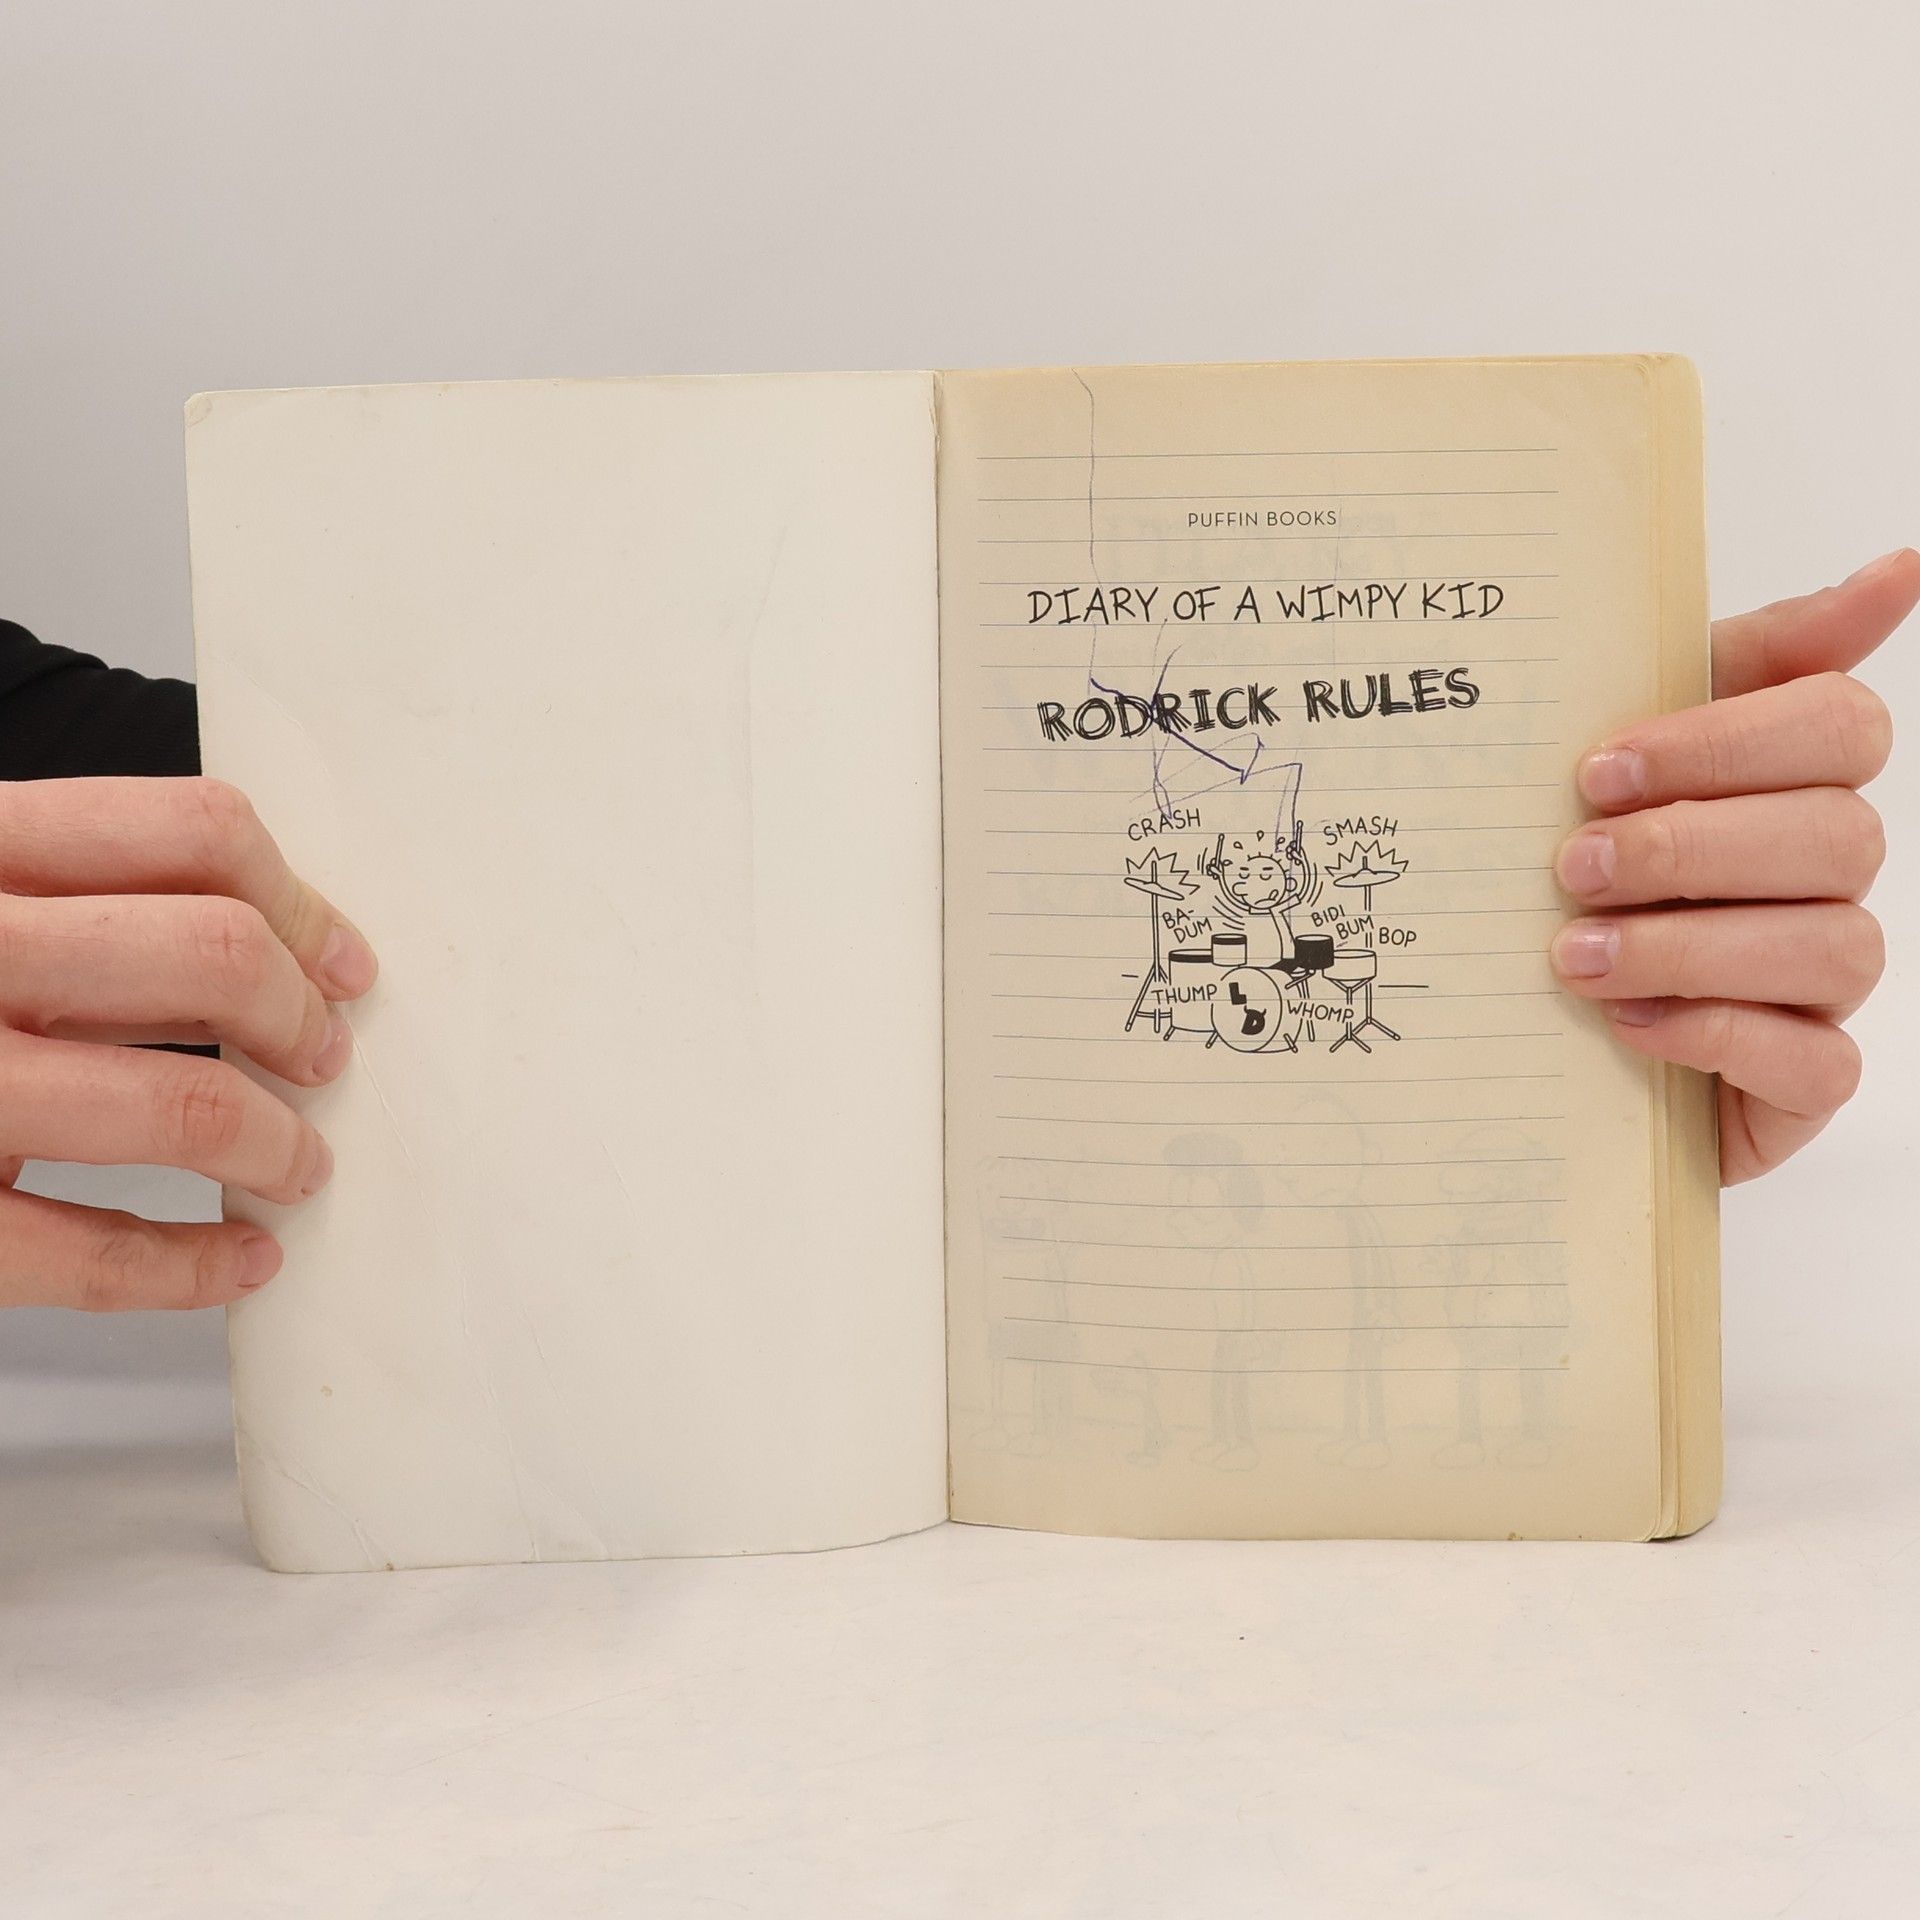 PUFFIN BOOKS
DIARY OF A WIMPY KID
RODRICK RULES
CRASH
SMASH
BA-
DUM
BIDI
BUM
BOP
THUMP
L
D
WHOMP